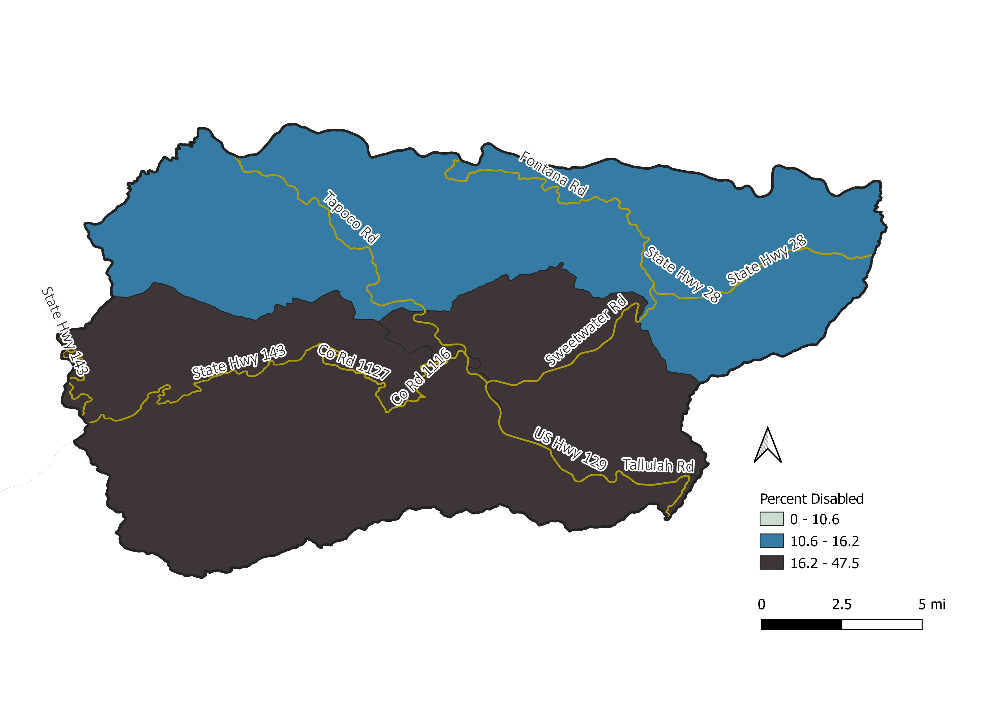 Fontana Rd
Tapoco Rd
State Hwy 28
State Hwy 28
State Hwy 143
Sweetwater Rd
State Hwy 143
Co Rd 1127
Co Rd 1116
US Hwy 129
Tallulah Rd
Percent Disabled
0 - 10.6
10.6 - 16.2
16.2 - 47.5
0 2.5 5 mi